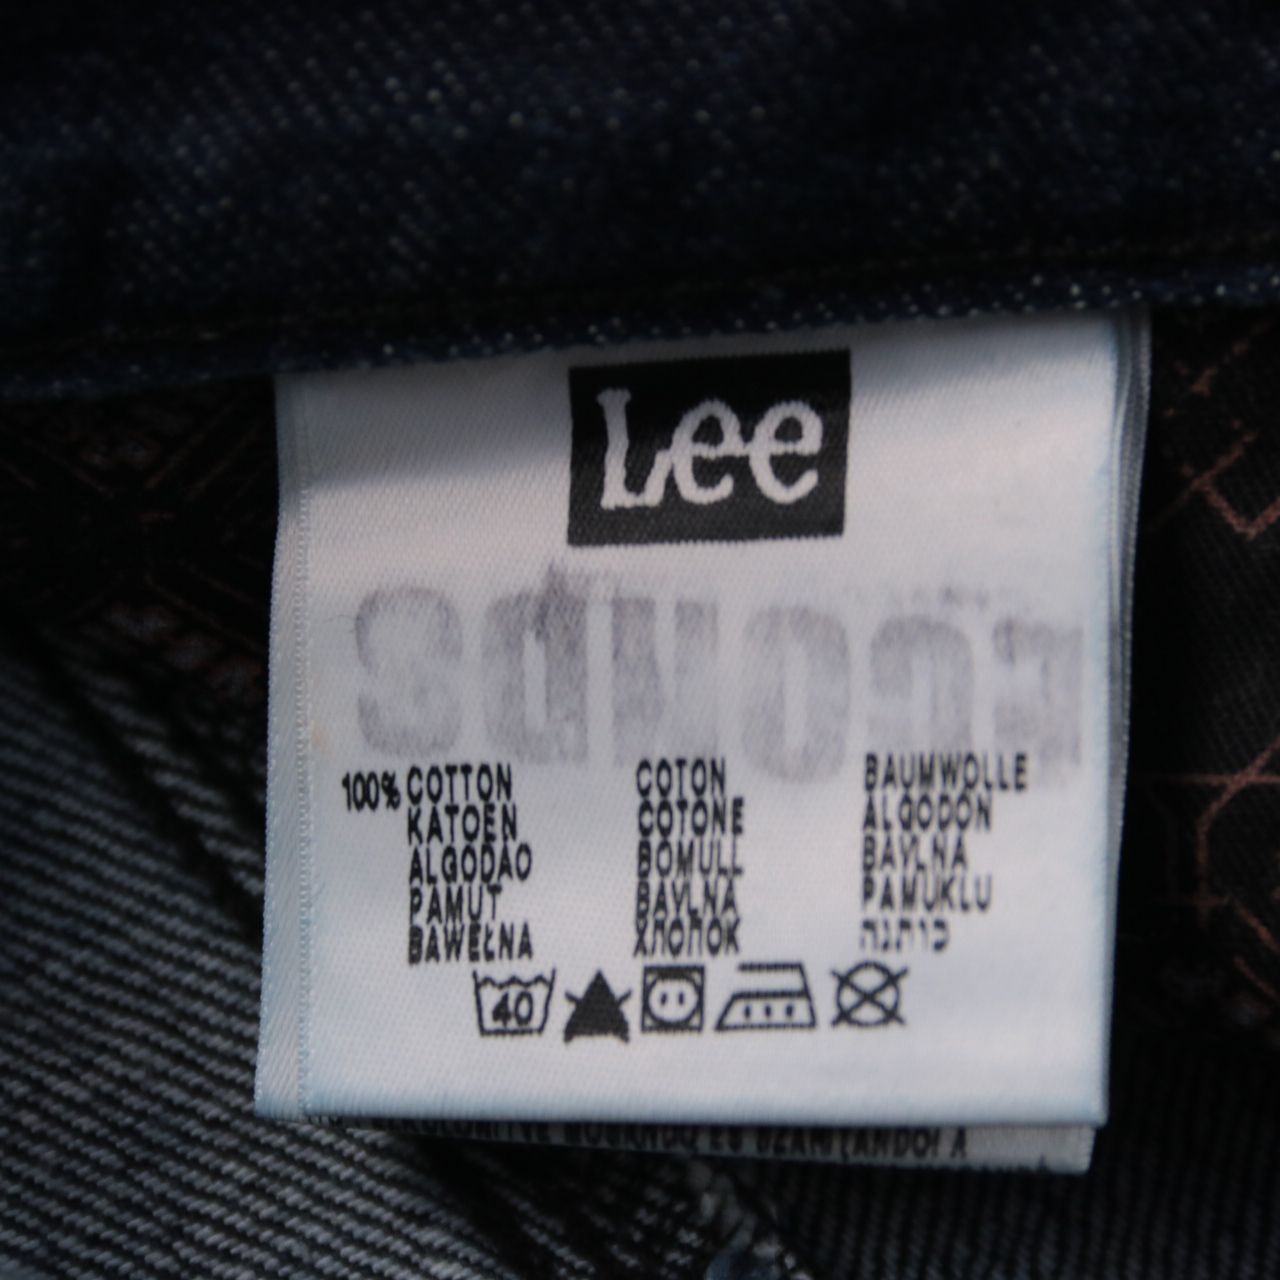 Lee
100% COTTON COTON BAUMWOLLE
KATOEN COTONE ALGODON
ALGODAO BOMULL BAVLNA
PAMUT BAVLNA PAMUKLU
BAWEŁNA ХЛОПОК כותנה
40